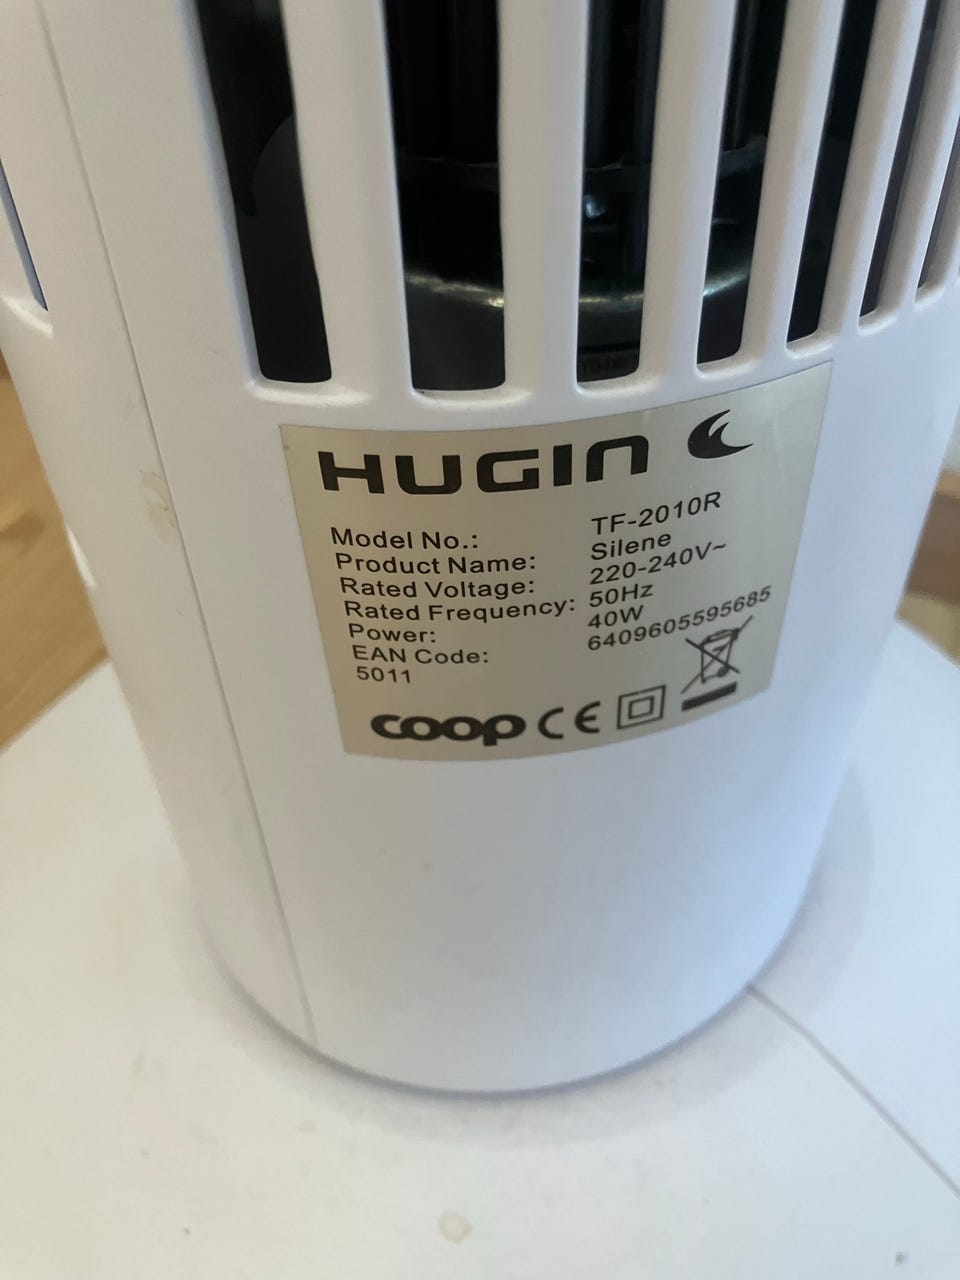 HUGIN
Model No.: TF-2010R
Product Name: Silene
Rated Voltage: 220-240V~
Rated Frequency: 50Hz
Power: 40W
EAN Code: 6409605595685
5011
coop CE